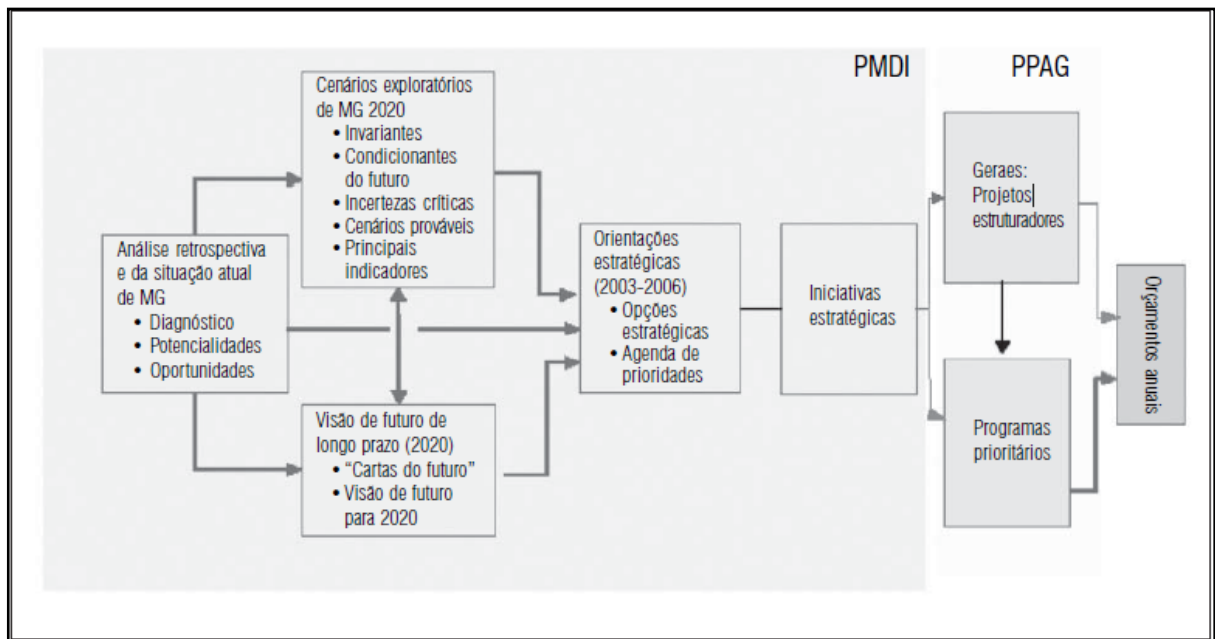 PMDI
PPAG
Cenários exploratórios
de MG 2020
• Invariantes
• Condicionantes
do futuro
• Incertezas críticas
• Cenários prováveis
• Principais
indicadores
Análise retrospectiva
e da situação atual
de MG
• Diagnóstico
• Potencialidades
• Oportunidades
Visão de futuro de
longo prazo (2020)
• “Cartas do futuro”
• Visão de futuro
para 2020
Orientações
estratégicas
(2003-2006)
• Opções
estratégicas
• Agenda de
prioridades
Iniciativas
estratégicas
Geraes:
Projetos
estruturadores
Programas
prioritários
Orçamentos
anuais